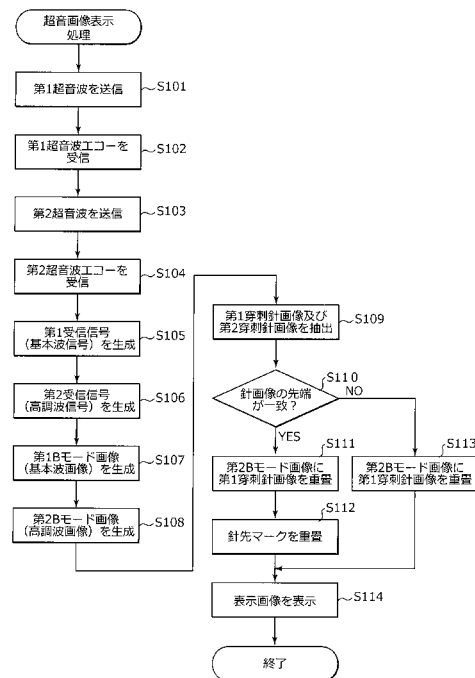 超音画像表示
処理
第1超音波を送信
S101
第1超音波エコーを
受信
S102
第2超音波を送信
S103
第2超音波エコーを
受信
S104
第1受信信号
(基本波信号)を生成
S105
第2受信信号
(高調波信号)を生成
S106
第1Bモード画像
(基本波画像)を生成
S107
第2Bモード画像
(高調波画像)を生成
S108
第1穿刺針画像及び
第2穿刺針画像を抽出
S109
針画像の先端
が一致?
S110
NO
YES
第2Bモード画像に
第1穿刺針画像を重畳
S111
第2Bモード画像に
第1穿刺針画像を重畳
S113
針先マークを重畳
S112
表示画像を表示
S114
終了